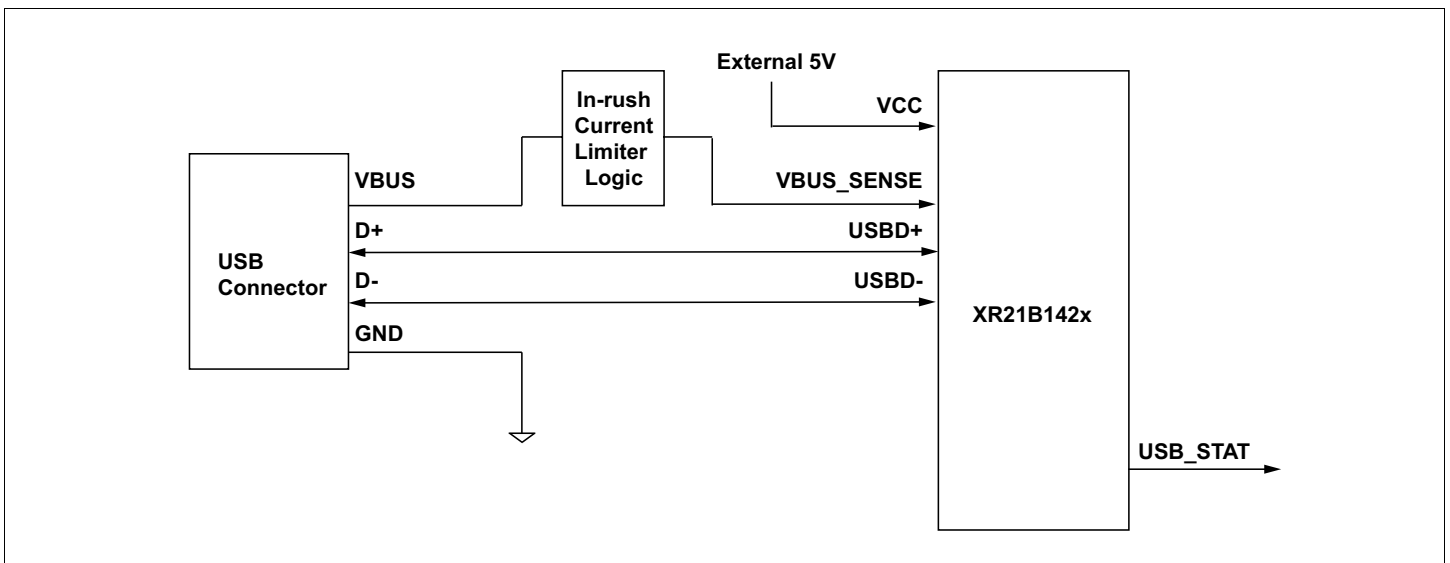 External 5V
In-rush
Current
Limiter
Logic
VCC
VBUS
VBUS_SENSE
D+
USBD+
USB
Connector
D-
USBD-
XR21B142x
GND
USB_STAT